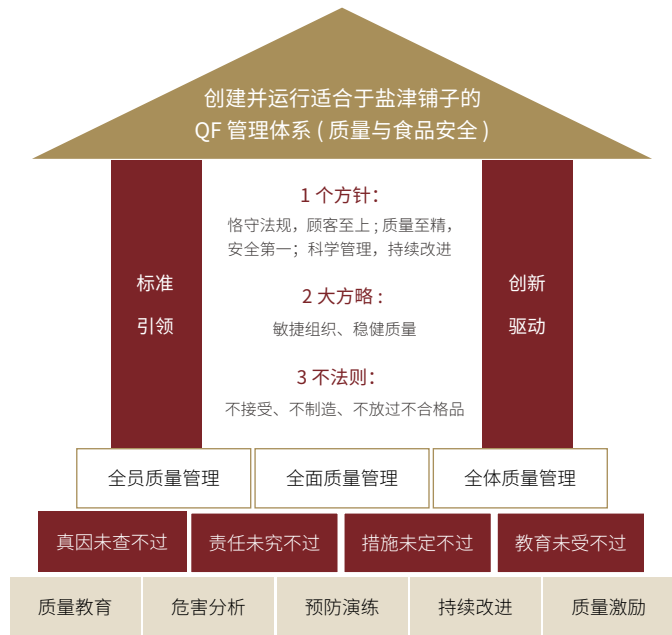 创建并运行适合于盐津铺子的
QF 管理体系 ( 质量与食品安全 )
标准
引领
1 个方针：
恪守法规，顾客至上 ; 质量至精，
安全第一；科学管理，持续改进
2 大方略 :
敏捷组织、稳健质量
3 不法则：
不接受、不制造、不放过不合格品
创新
驱动
全员质量管理
全面质量管理
全体质量管理
真因未查不过
责任未究不过
措施未定不过
教育未受不过
质量教育
危害分析
预防演练
持续改进
质量激励